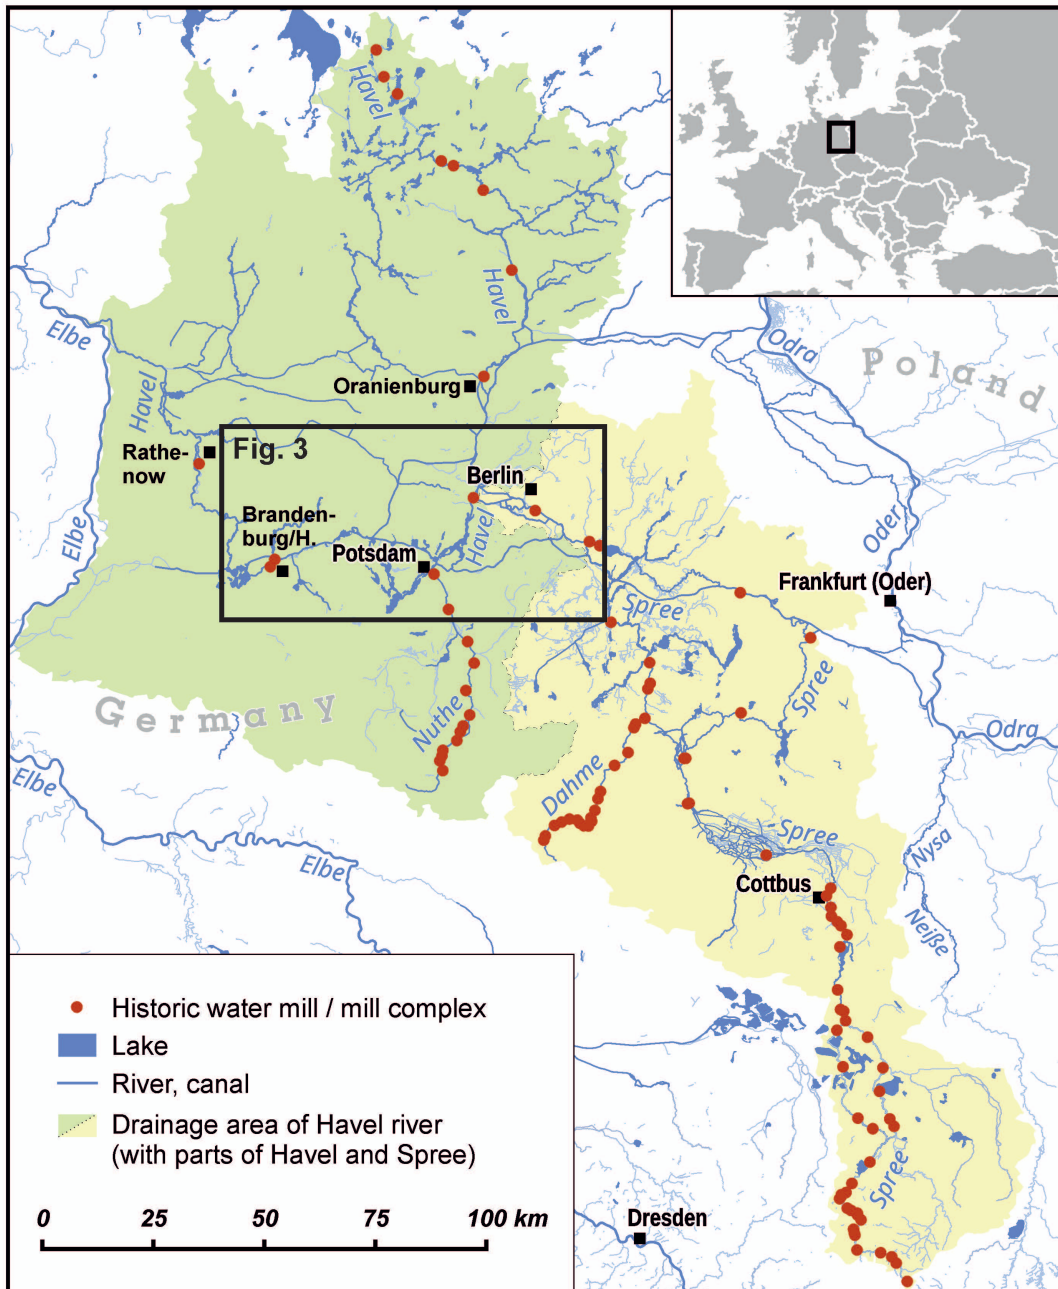 Havel
Havel
Elbe
Odra
Poland
Havel
Oranienburg
Rathe-
now
Fig. 3
Berlin
Branden-
burg/H.
Potsdam
Havel
Elbe
Oder
Frankfurt (Oder)
Spree
Spree
Germany
Nuthe
Odra
Dahme
Elbe
Elbe
Spree
Nysa
Cottbus
Neiße
Historic water mill / mill complex
Lake
River, canal
Drainage area of Havel river
(with parts of Havel and Spree)
Spree
0 25 50 75 100 km
Dresden